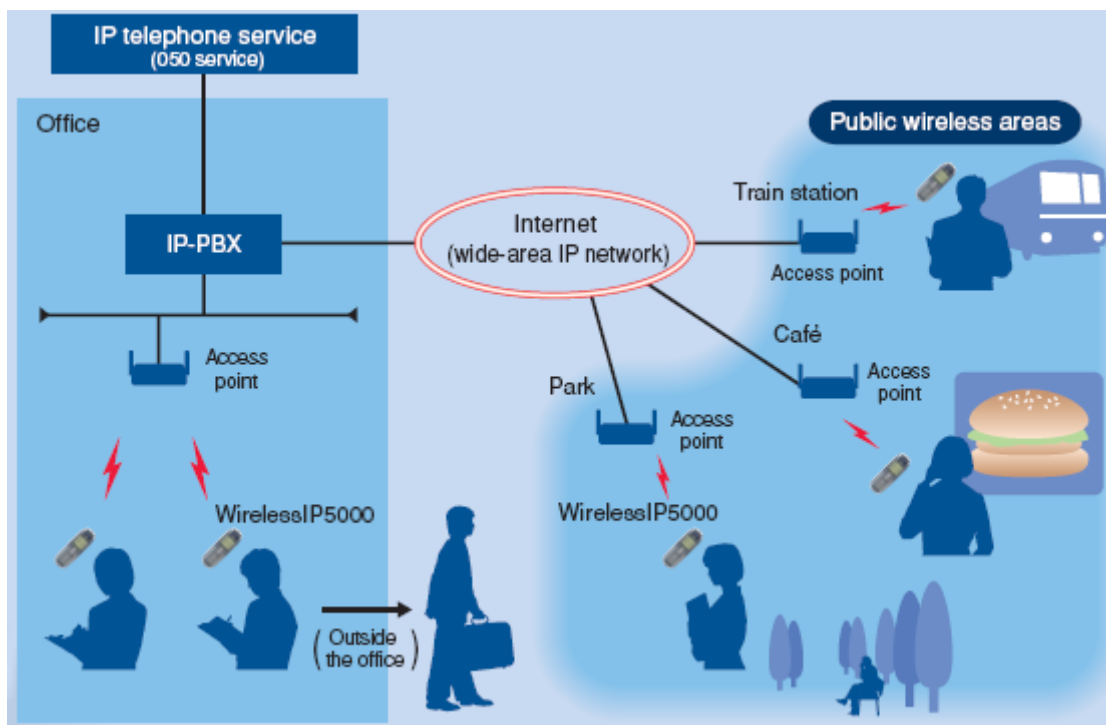 IP telephone service
(050 service)
Office
IP-PBX
Access
point
WirelessIP5000
(Outside
the office)
Internet
(wide-area IP network)
Public wireless areas
Train station
Access point
Café
Access
point
Park
Access
point
WirelessIP5000